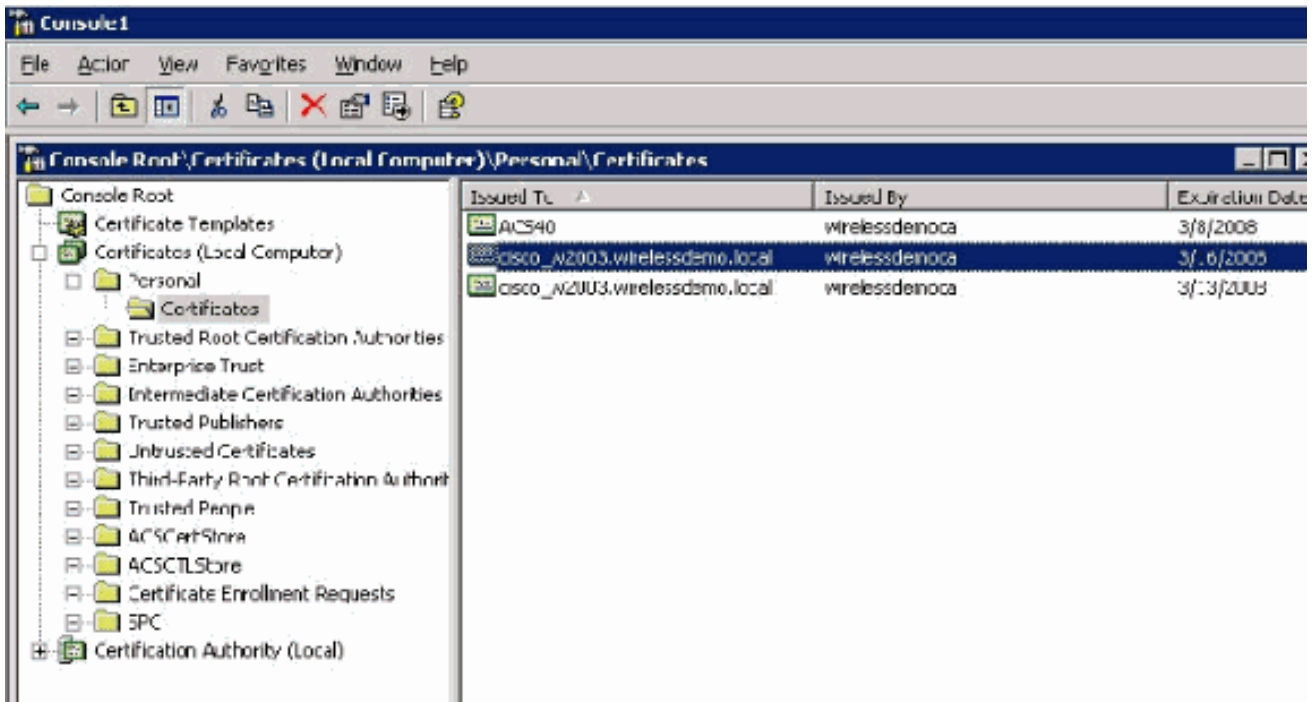 Console1
File Action View Favorites Window Help
Console Root\Certificates (Local Computer)\Personal\Certificates
Console Root
Certificate Templates
Certificates (Local Computer)
Personal
Certificates
Trusted Root Certification Authorities
Enterprise Trust
Intermediate Certification Authorities
Trusted Publishers
Untrusted Certificates
Third-Party Root Certification Authorit
Trusted People
ACSCertStore
ACSCTLStore
Certificate Enrollment Requests
SPC
Certification Authority (Local)
Issued To Issued By Expiration Date
ACS40 wirelessdemoca 3/8/2008
cisco_w2003.wirelessdemo.local wirelessdemoca
cisco_w2003.wirelessdemo.local wirelessdemoca 3/13/2008